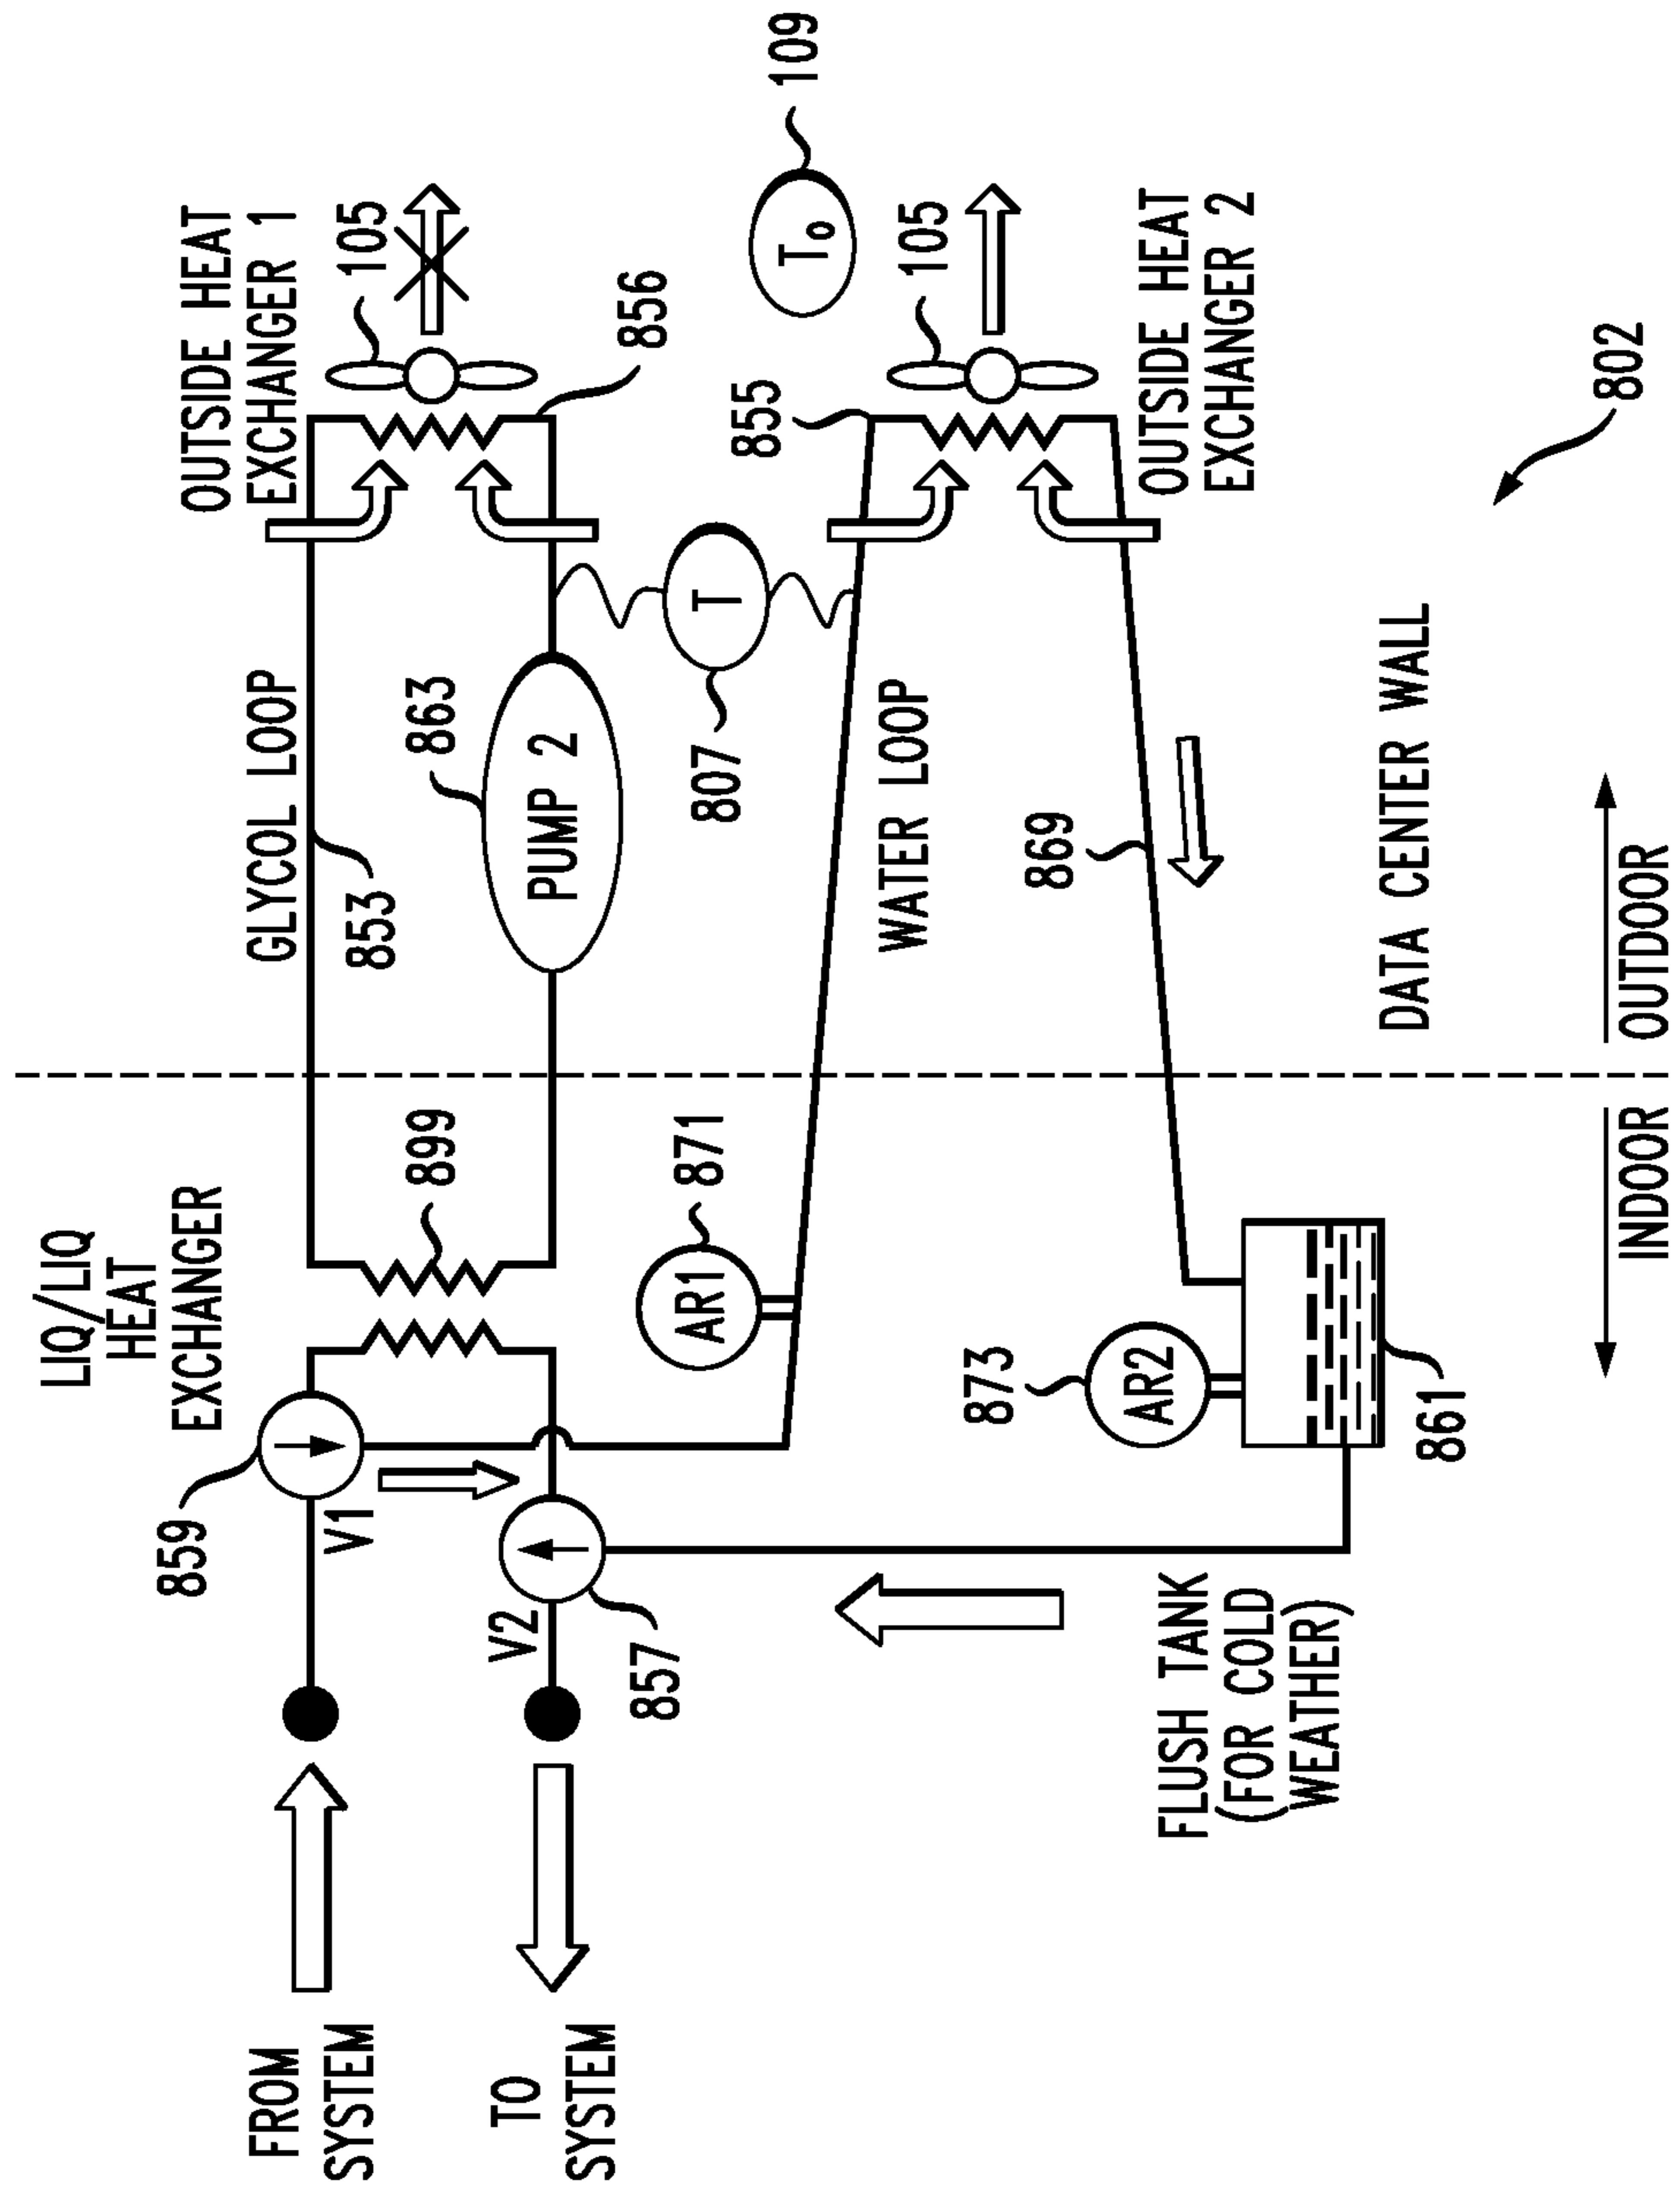 FROM
SYSTEM
TO
SYSTEM
859
V1
V2
857
LIQ/LIQ
HEAT
EXCHANGER
899
GLYCOL LOOP
853
863
PUMP 2
OUTSIDE HEAT
EXCHANGER 1
105
856
T
807
T0
109
AR1
871
WATER LOOP
855
105
OUTSIDE HEAT
EXCHANGER 2
869
AR2
873
861
FLUSH TANK
(FOR COLD
WEATHER)
DATA CENTER WALL
INDOOR
OUTDOOR
802